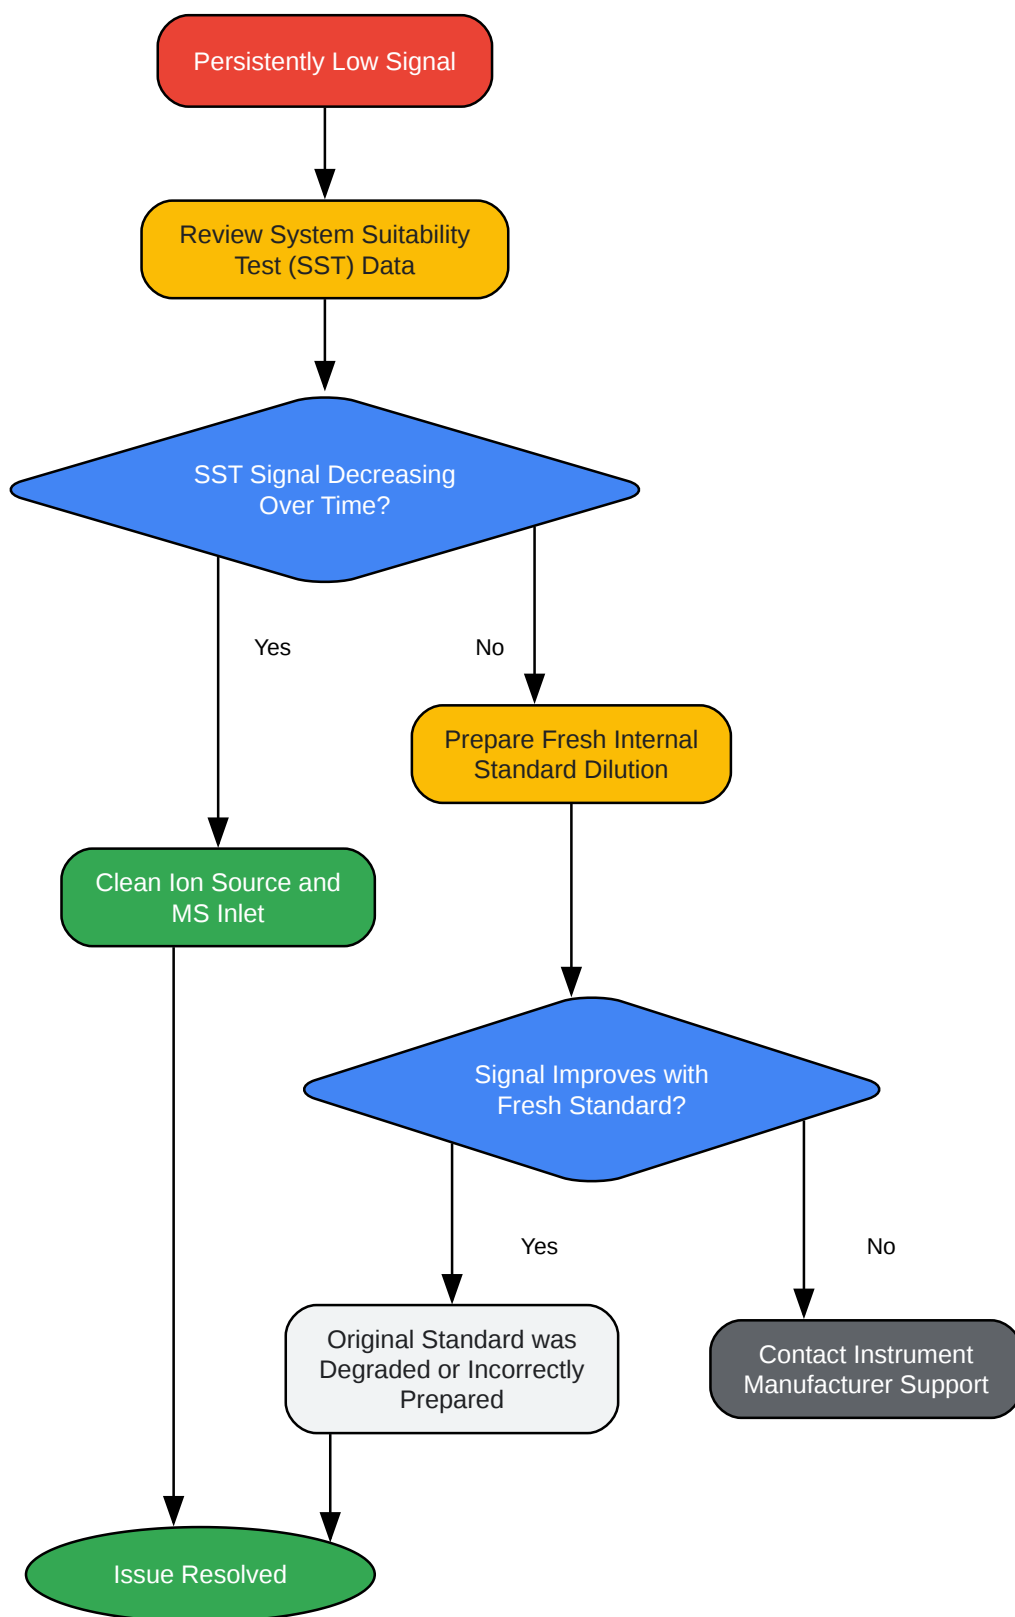 Persistently Low Signal
Review System Suitability
Test (SST) Data
SST Signal Decreasing
Over Time?
Yes
No
Prepare Fresh Internal
Standard Dilution
Clean Ion Source and
MS Inlet
Signal Improves with
Fresh Standard?
Yes
No
Original Standard was
Degraded or Incorrectly
Prepared
Contact Instrument
Manufacturer Support
Issue Resolved